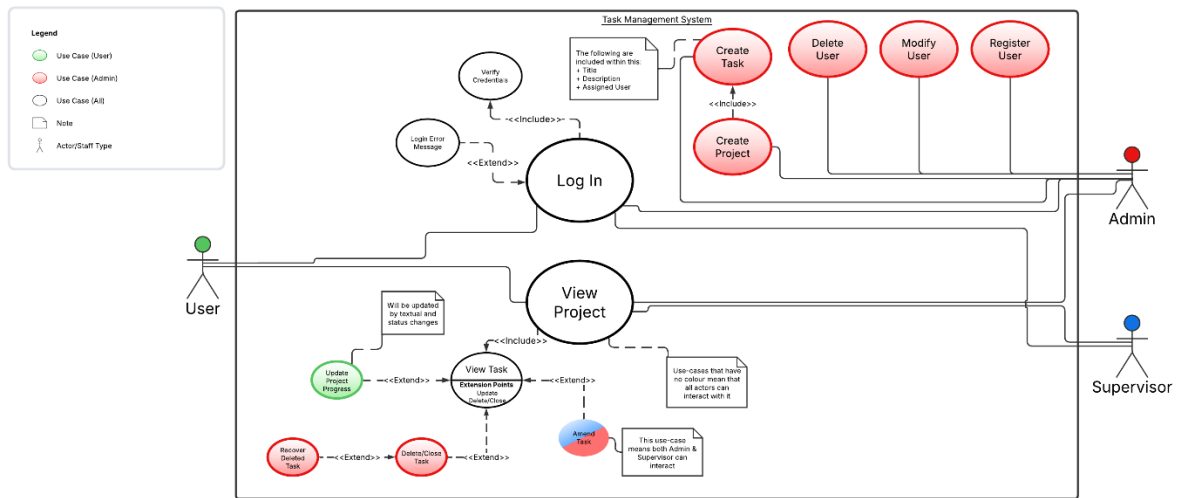 Task Management System
Legend
Use Case (User)
Use Case (Admin)
Use Case (All)
Note
Actor/Staff Type
The following are
included within this:
+ Title
+ Description
+ Assigned User
Create
Task
Delete
User
Modify
User
Register
User
Verify
Credentials
<<Include>>
<<Include>>
Login Error
Message
<<Extend>>
Create
Project
Log In
Admin
User
View
Project
Will be updated
by textual and
status changes
<<Include>>
Supervisor
Update
Project
Progress
<<Extend>>
View Task
Extension Points
Update
Delete/Close
<<Extend>>
Use-cases that have
no colour mean that
all actors can
interact with it
Amend
Task
This use-case
means both Admin &
Supervisor can
interact
Recover
Deleted
Task
<<Extend>>
Delete/Close
Task
<<Extend>>